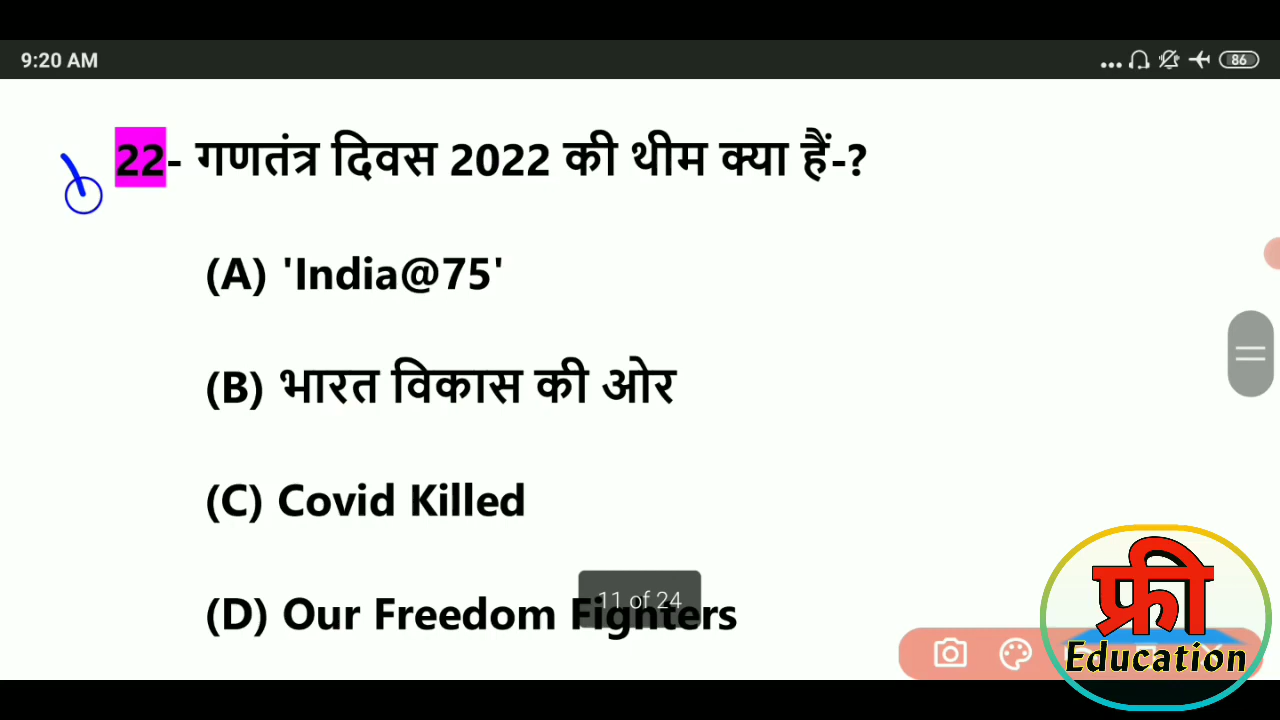 9:20 AM
86
22- गणतंत्र दिवस 2022 की थीम क्या हैं-?
(A) 'India@75'
(B) भारत विकास की ओर
(C) Covid Killed
(D) Our Freedom Fighters
11 of 24
फ्री
Education